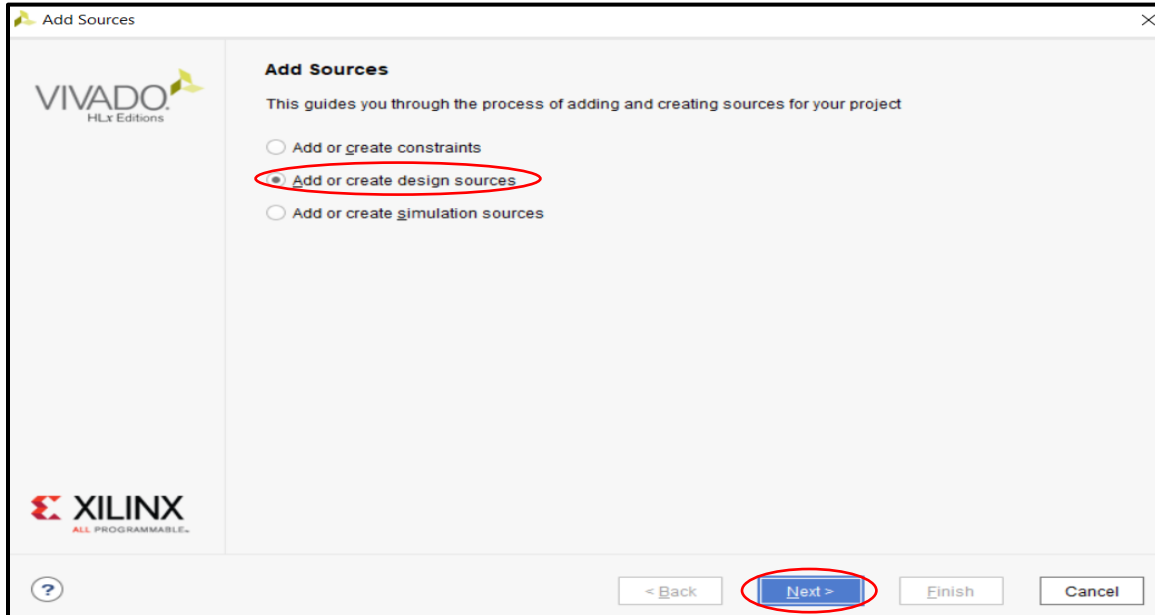 Add Sources
VIVADO.
HLx Editions
Add Sources
This guides you through the process of adding and creating sources for your project
Add or create constraints
Add or create design sources
Add or create simulation sources
XILINX
ALL PROGRAMMABLE™
?
< Back
Next >
Finish
Cancel